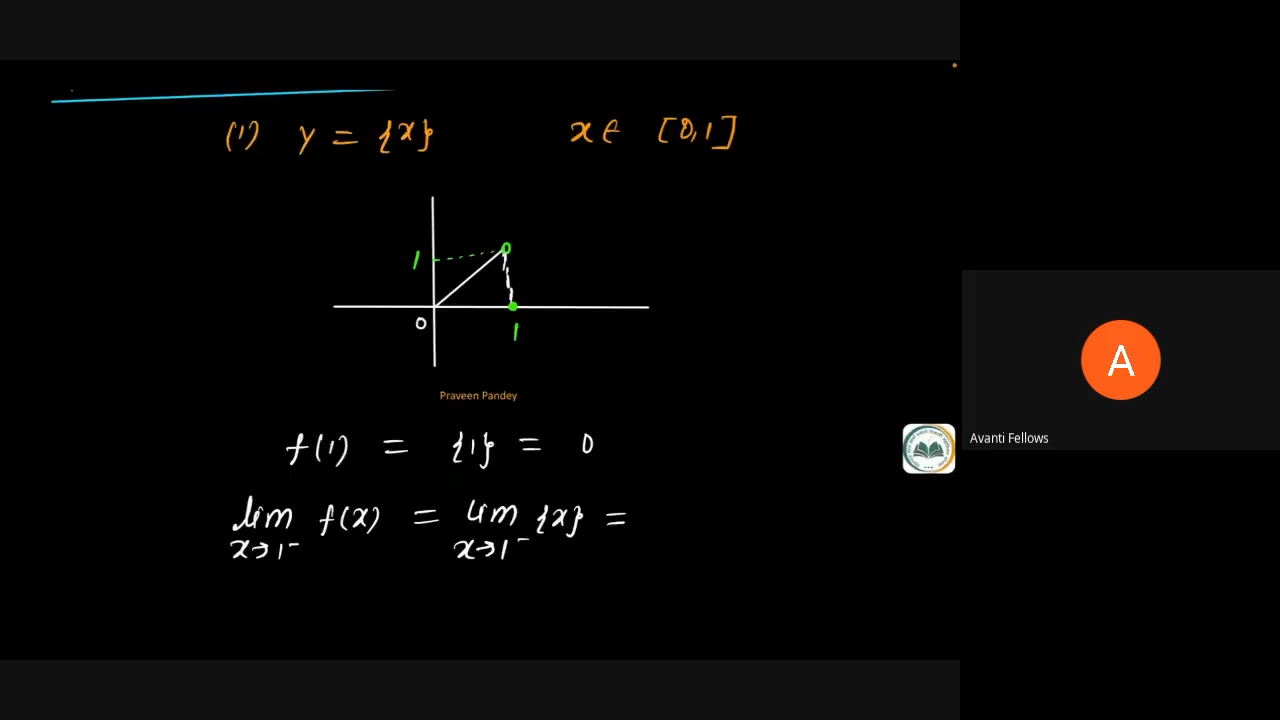 (1) y = {x} x ∈ [0,1]
1
0
1
Praveen Pandey
f(1) = {1} = 0
lim f(x) = lim {x} =
x→1⁻ x→1⁻
A
Avanti Fellows